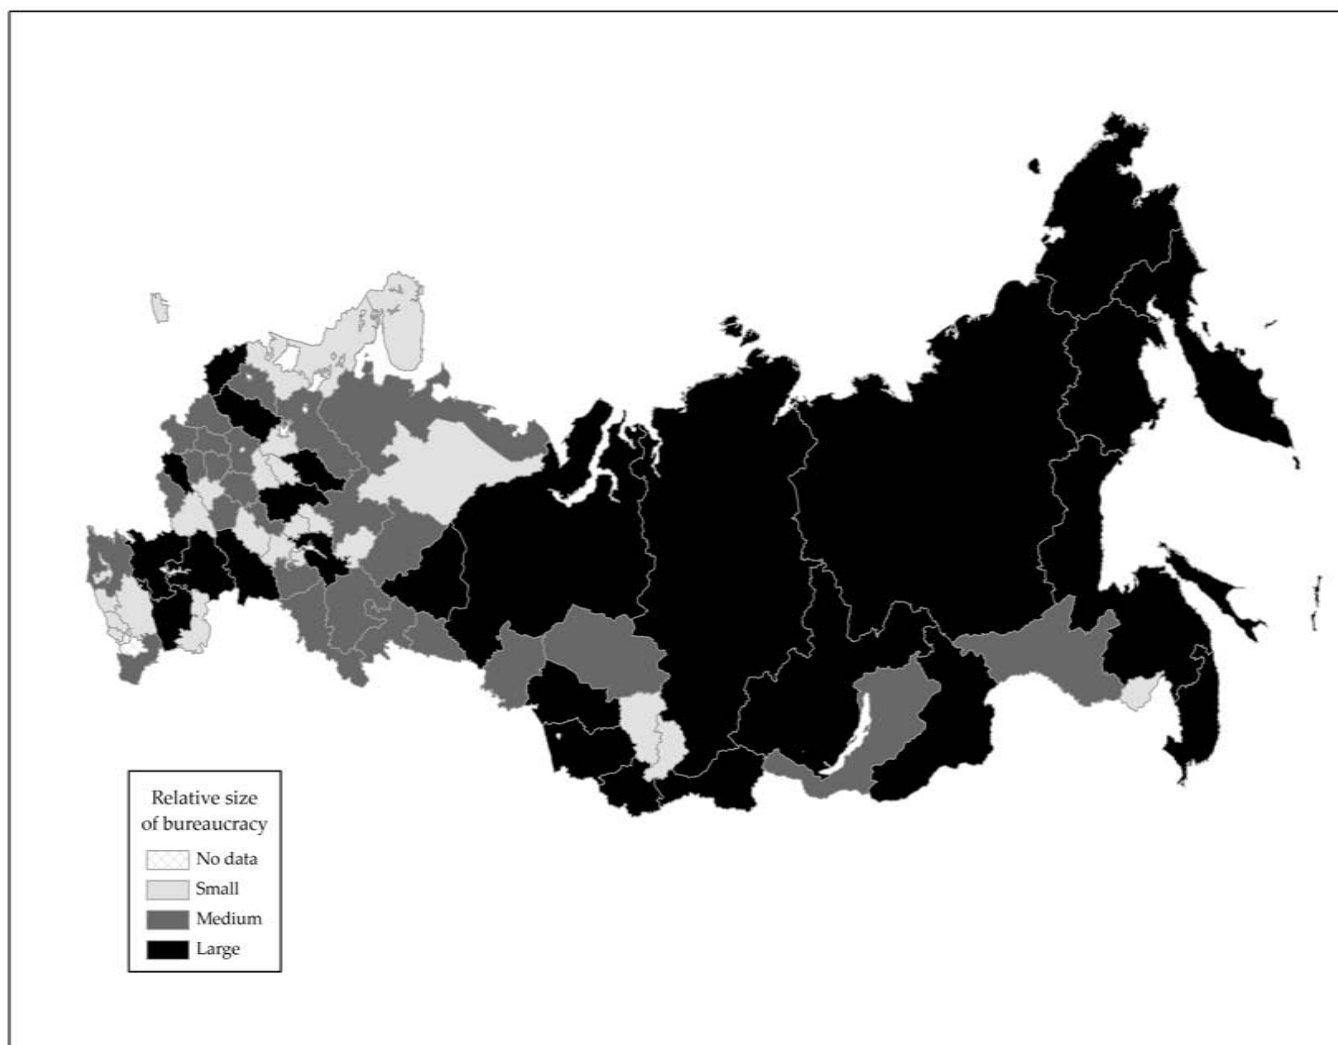 Relative size
of bureaucracy
No data
Small
Medium
Large